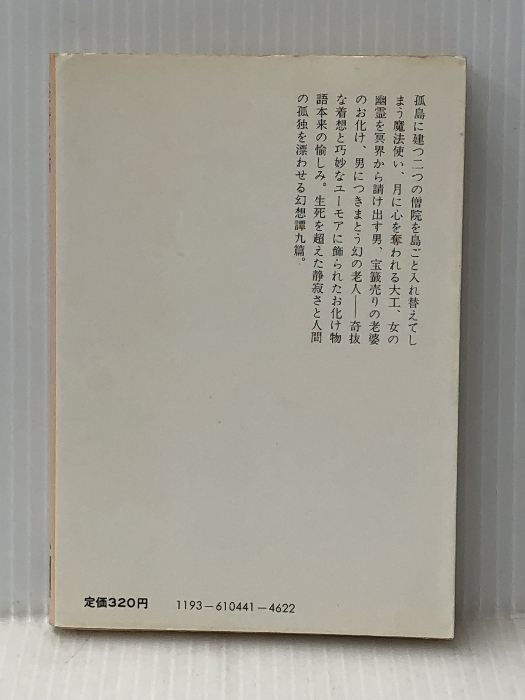 孤島に建つ二つの僧院を島ごと入れ替えてし
まう魔法使い、月に心を奪われる大工、女の
幽霊を冥界から請け出す男、宝籤売りの老婆
のお化け、男につきまとう幻の老人――奇抜
な着想と巧妙なユーモアに飾られたお化け物
語本来の愉しみ。生死を超えた静寂さと人間
の孤独を漂わせる幻想譚九篇。
定価320円
1193-610441-4622